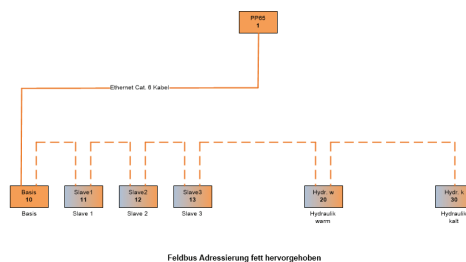 PP65
1
Ethernet Cat. 6 Kabel
Basis
10
Slave1
11
Slave2
12
Slave3
13
Hydr. w
20
Hydr. k
30
Basis
Slave 1
Slave 2
Slave 3
Hydraulik
warm
Hydraulik
kalt
Feldbus Adressierung fett hervorgehoben